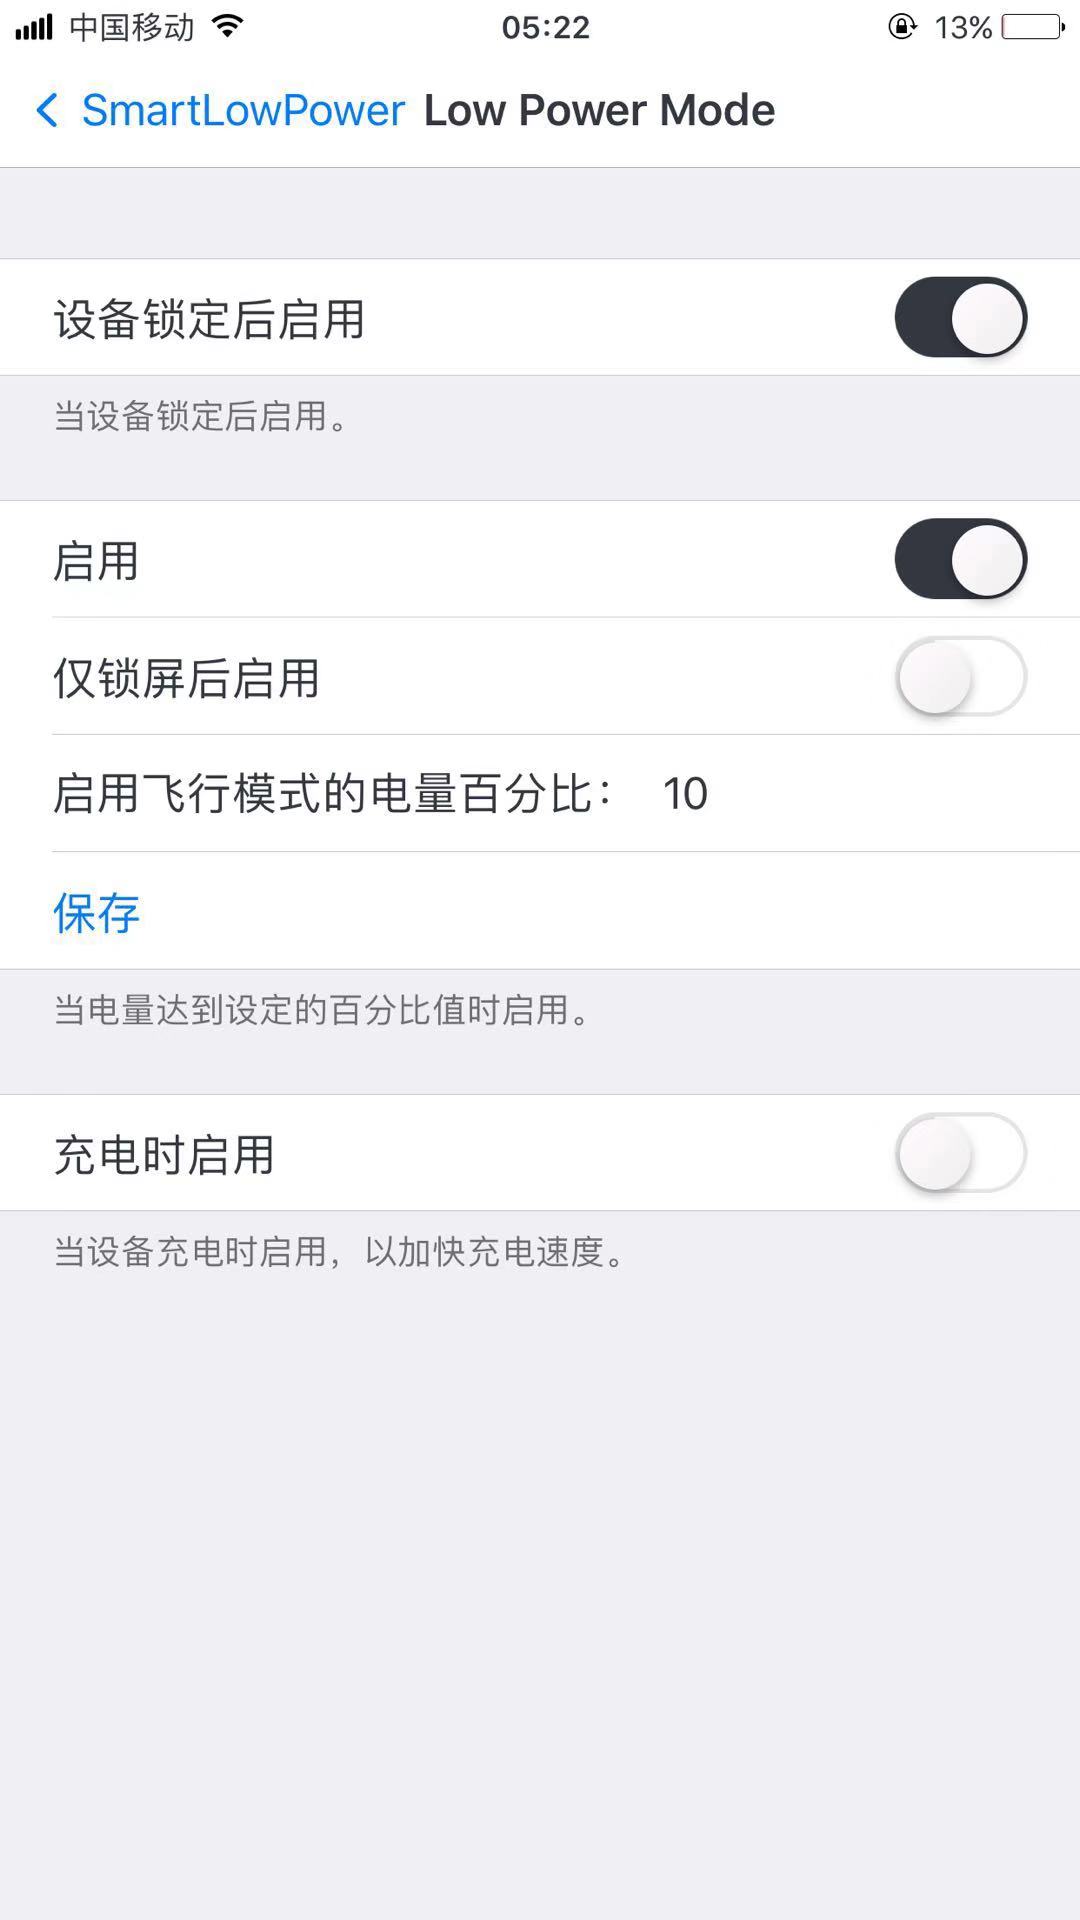 中国移动 05:22 13%
SmartLowPower Low Power Mode
设备锁定后启用
当设备锁定后启用。
启用
仅锁屏后启用
启用飞行模式的电量百分比： 10
保存
当电量达到设定的百分比值时启用。
充电时启用
当设备充电时启用，以加快充电速度。